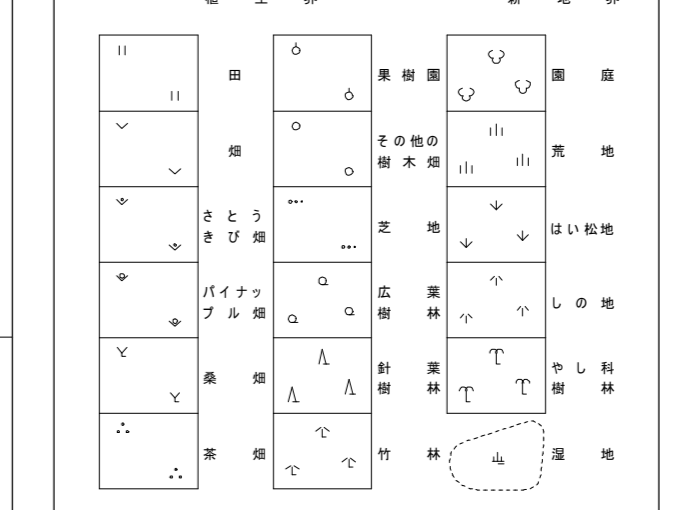 田
畑
さとう
きび畑
パイナッ
プル畑
桑畑
茶畑
果樹園
その他の
樹木畑
芝地
広葉
樹林
針葉
樹林
竹林
園庭
荒地
はい松地
しの地
やし科
樹林
湿地